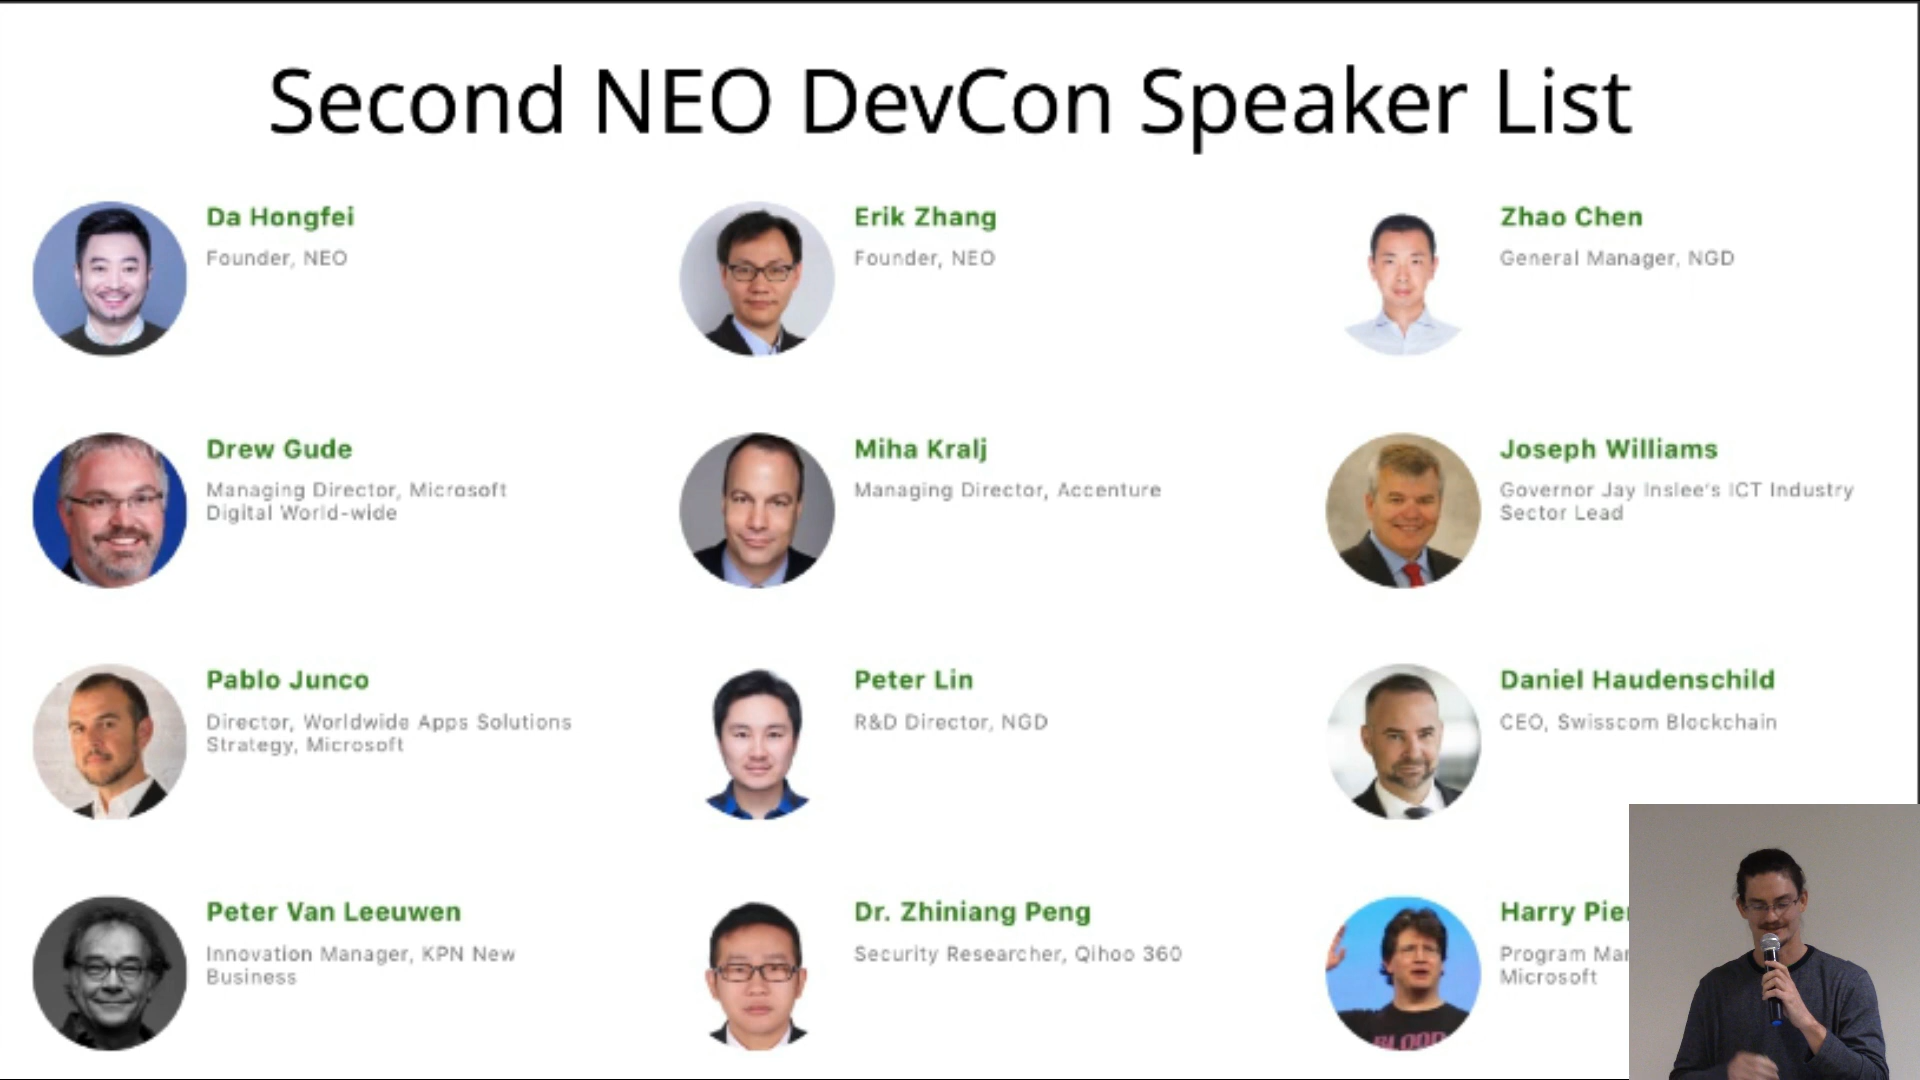 Second NEO DevCon Speaker List
Da Hongfei
Founder, NEO
Erik Zhang
Founder, NEO
Zhao Chen
General Manager, NGD
Drew Gude
Managing Director, Microsoft
Digital World-wide
Miha Kralj
Managing Director, Accenture
Joseph Williams
Governor Jay Inslee's ICT Industry
Sector Lead
Pablo Junco
Director, Worldwide Apps Solutions
Strategy, Microsoft
Peter Lin
R&D Director, NGD
Daniel Haudenschild
CEO, Swisscom Blockchain
Peter Van Leeuwen
Innovation Manager, KPN New
Business
Dr. Zhiniang Peng
Security Researcher, Qihoo 360
Harry
Program
Microsoft
BLOOD